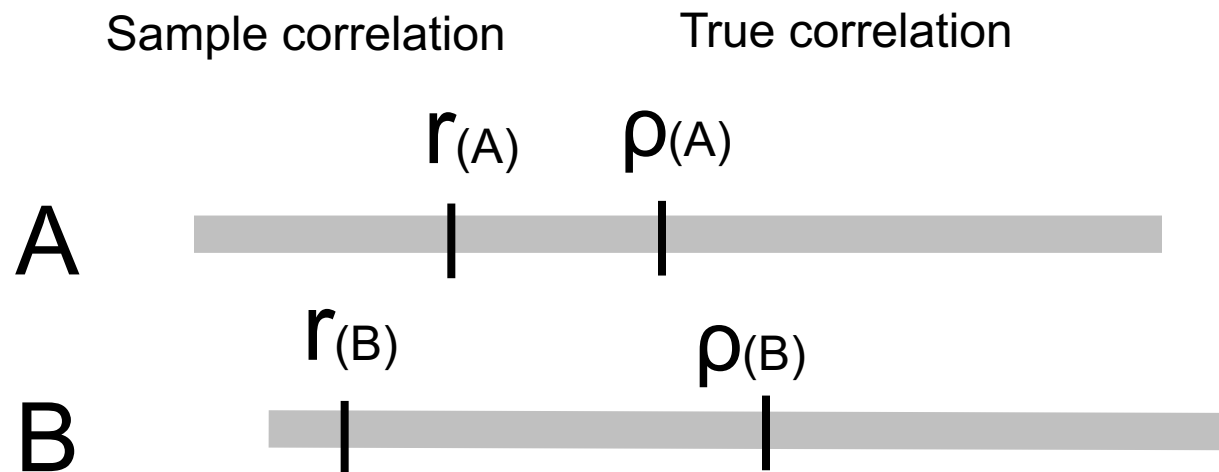 Sample correlation
True correlation
r(A)
ρ(A)
A
r(B)
ρ(B)
B